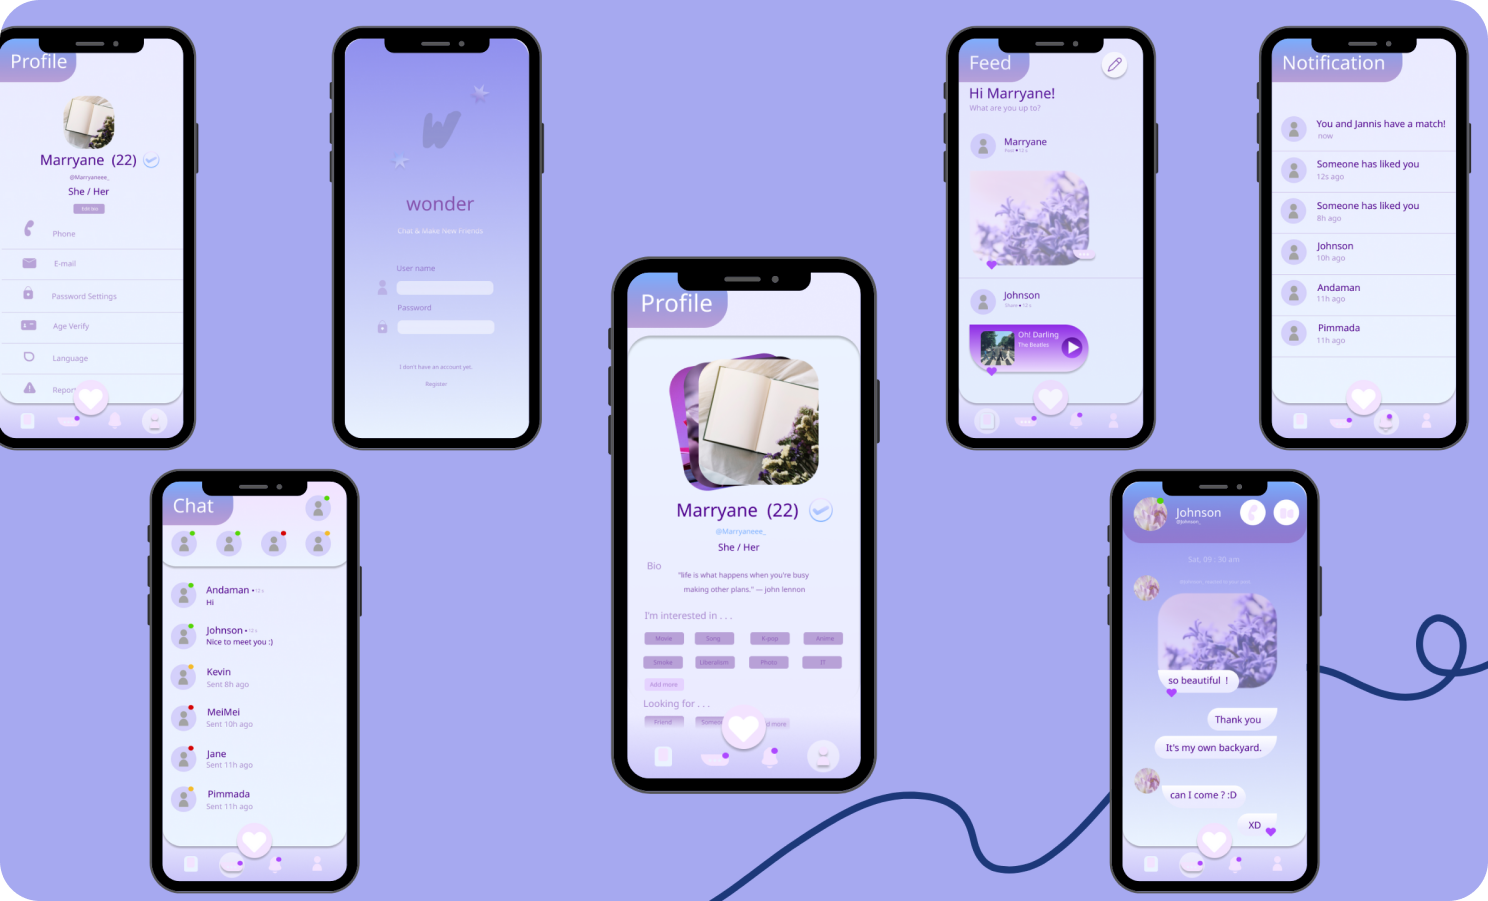 Profile
Marryane (22)
@Marryaneee_
She / Her
Edit bio
Phone
E-mail
Password Settings
Age Verify
Language
Repor
W
wonder
Chat & Make New Friends
User name
Password
I don't have an account yet.
Register
Feed
Hi Marryane!
What are you up to?
Marryane
Johnson
Oh! Darling
The Beatles
Notification
You and Jannis have a match!
now
Someone has liked you
12s ago
Someone has liked you
8h ago
Johnson
10h ago
Andaman
11h ago
Pimmada
11h ago
Profile
Marryane (22)
@Marryaneee_
She / Her
Bio
"life is what happens when you're busy
making other plans." — john lennon
I'm interested in . . .
Movie Song K-pop Anime
Smoke Liberalism Photo IT
Add more
Looking for . . .
Friend Someon d more
Chat
Andaman
Hi
Johnson
Nice to meet you :)
Kevin
Sent 8h ago
MeiMei
Sent 10h ago
Jane
Sent 11h ago
Pimmada
Sent 11h ago
Johnson
@Johnson_
Sat, 06 : 30 am
so beautiful !
Thank you
It's my own backyard.
can I come ? :D
XD